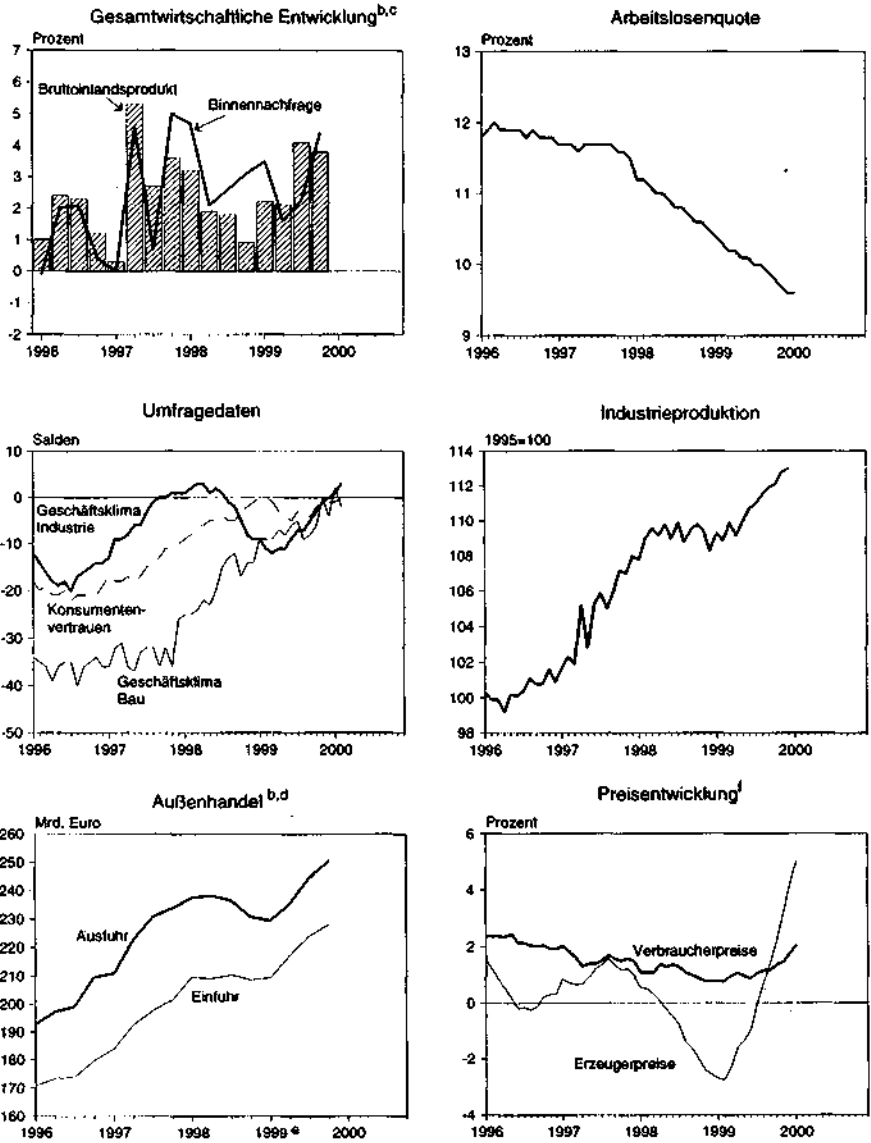 Gesamtwirtschaftliche Entwicklung b,c
Prozent
7
6
5
4
3
2
1
0
-1
-2
Bruttoinlandsprodukt
Binnennachfrage
1996 1997 1998 1999 2000
Arbeitslosenquote
Prozent
13
12
11
10
9
1996 1997 1998 1999 2000
Umfragedaten
Salden
10
0
-10
-20
-30
-40
-50
Geschäftsklima
Industrie
Konsumenten-
vertrauen
Geschäftsklima
Bau
1996 1997 1998 1999 2000
Industrieproduktion
1995=100
114
112
110
108
106
104
102
100
98
1996 1997 1998 1999 2000
Außenhandel b,d
Mrd. Euro
260
250
240
230
220
210
200
190
180
170
160
Ausfuhr
Einfuhr
1996 1997 1998 1999 e 2000
Preisentwicklung f
Prozent
6
4
2
0
-2
-4
Verbraucherpreise
Erzeugerpreise
1996 1997 1998 1999 2000